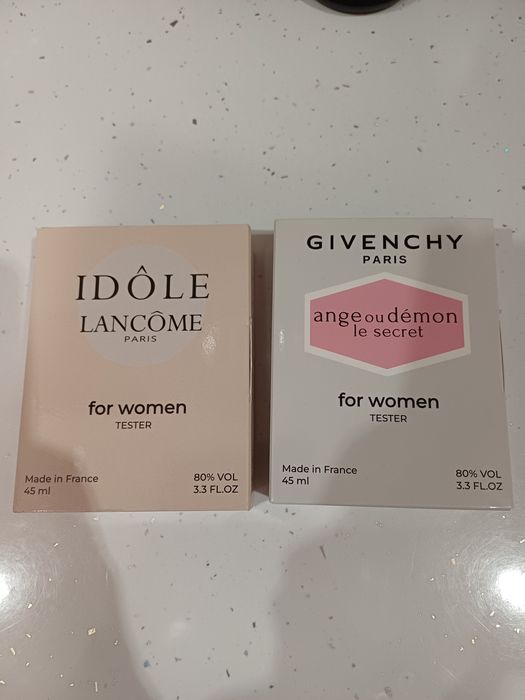 IDÔLE
LANCÔME
PARIS
for women
TESTER
Made in France
45 ml
80% VOL
3.3 FL.OZ
GIVENCHY
PARIS
ange ou démon
le secret
for women
TESTER
Made in France
45 ml
80% VOL
3.3 FL.OZ